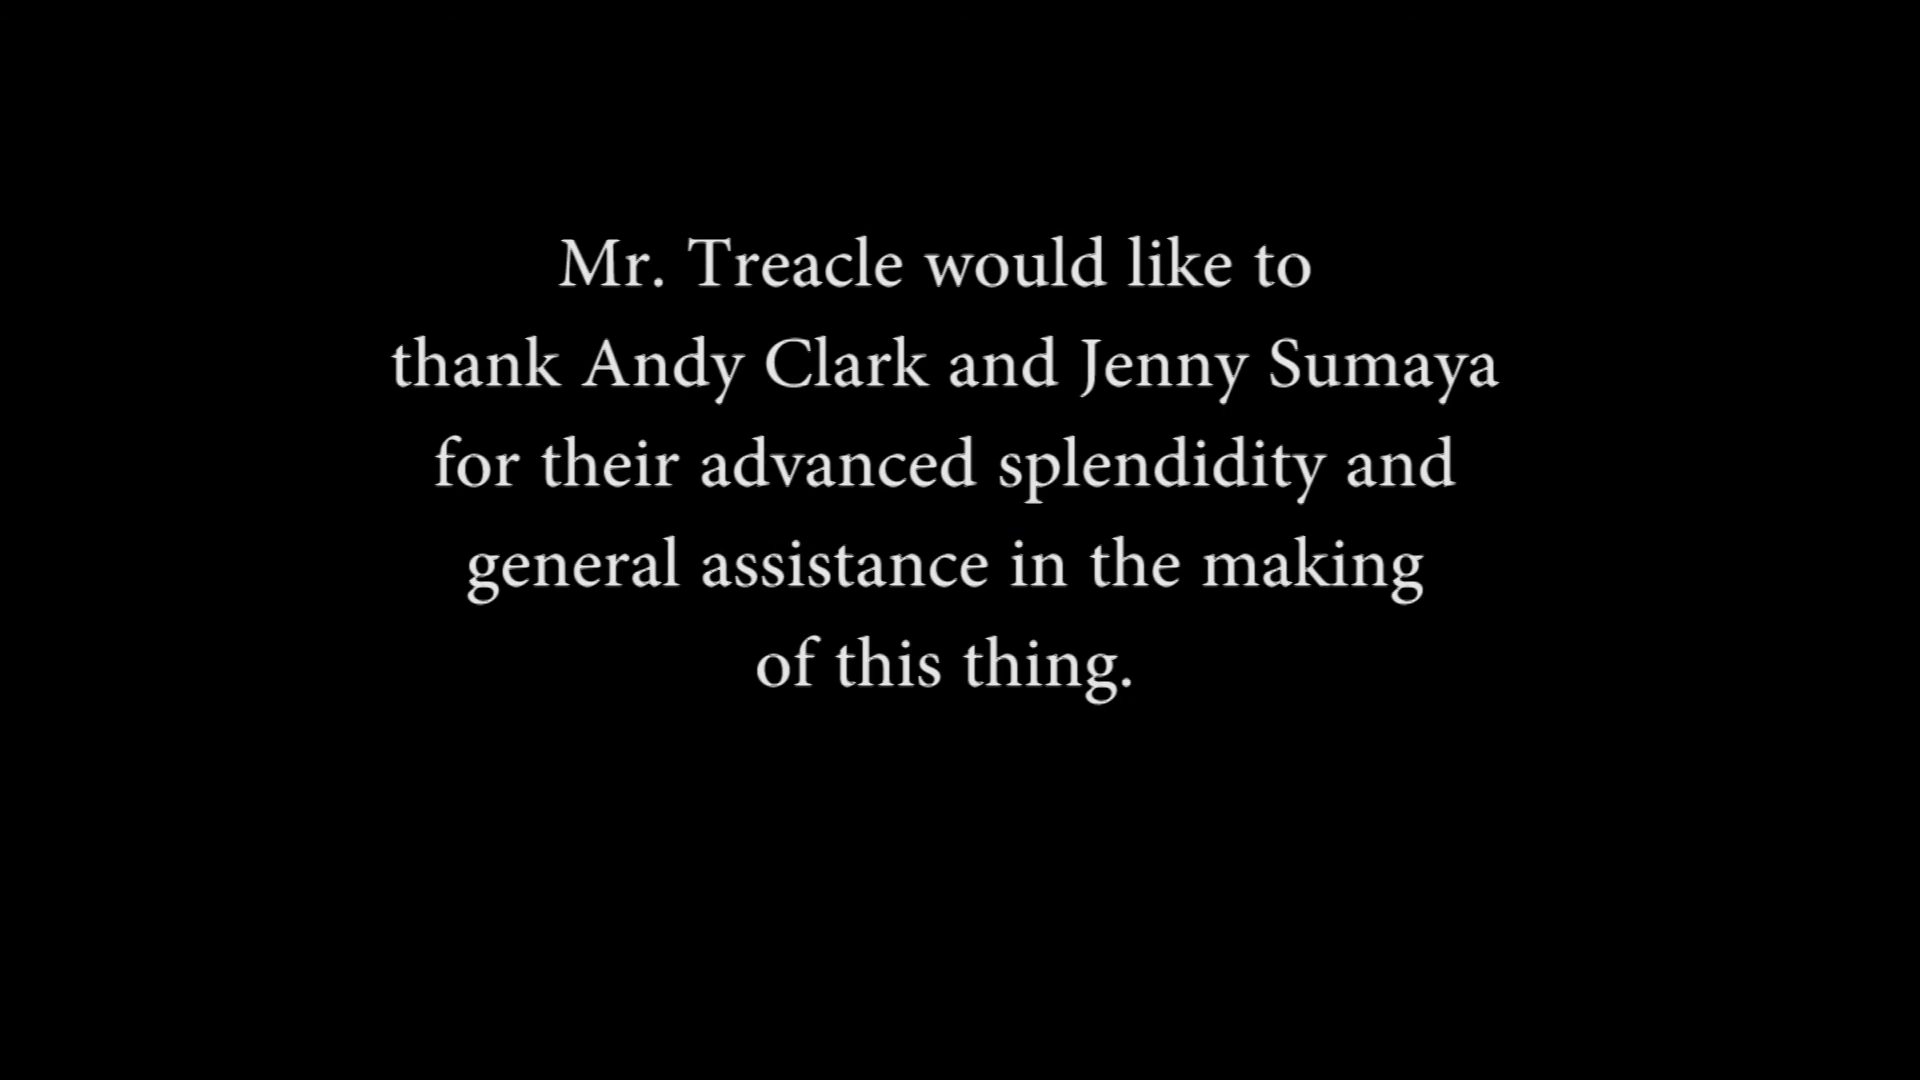 Mr. Treacle would like to
thank Andy Clark and Jenny Sumaya
for their advanced splendidity and
general assistance in the making
of this thing.